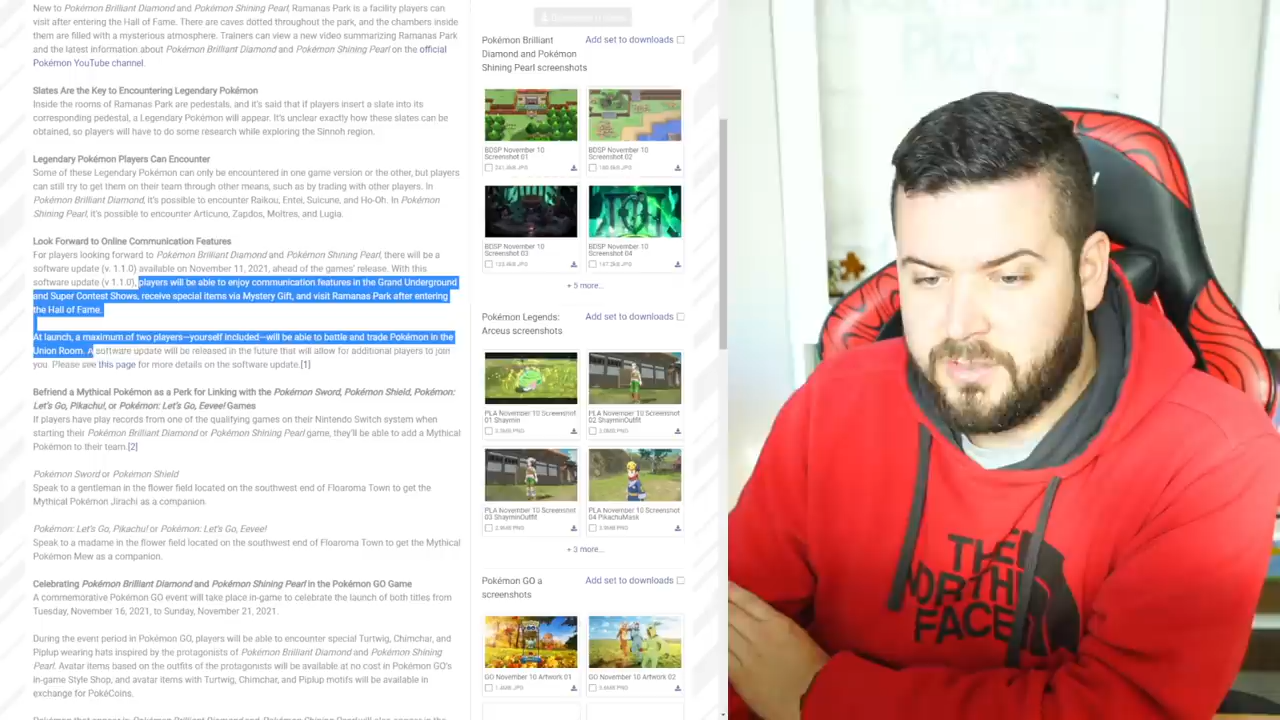 New to Pokémon Brilliant Diamond and Pokémon Shining Pearl, Ramanas Park is a facility players can
visit after entering the Hall of Fame. There are caves dotted throughout the park, and the chambers inside
them are filled with a mysterious atmosphere. Trainers can view a new video summarizing Ramanas Park
and the latest information about Pokémon Brilliant Diamond and Pokémon Shining Pearl on the official
Pokémon YouTube channel.
Slates Are the Key to Encountering Legendary Pokémon
Inside the rooms of Ramanas Park are pedestals, and it's said that if players insert a slate into its
corresponding pedestal, a Legendary Pokémon will appear. It's unclear exactly how these slates can be
obtained, so players will have to do some research while exploring the Sinnoh region.
Legendary Pokémon Players Can Encounter
Some of these Legendary Pokémon can only be encountered in one game version or the other, but players
can still try to get them on their team through other means, such as by trading with other players. In
Pokémon Brilliant Diamond, it's possible to encounter Raikou, Entei, Suicune, and Ho-Oh. In Pokémon
Shining Pearl, it's possible to encounter Articuno, Zapdos, Moltres, and Lugia.
Look Forward to Online Communication Features
For players looking forward to Pokémon Brilliant Diamond and Pokémon Shining Pearl, there will be a
software update (v. 1.1.0) available on November 11, 2021, ahead of the games' release. With this
software update (v 1.1.0), players will be able to enjoy communication features in the Grand Underground
and Super Contest Shows, receive special items via Mystery Gift, and visit Ramanas Park after entering
the Hall of Fame.
At launch, a maximum of two players—yourself included—will be able to battle and trade Pokémon in the
Union Room. A software update will be released in the future that will allow for additional players to join
you. Please see this page for more details on the software update.[1]
Befriend a Mythical Pokémon as a Perk for Linking with the Pokémon Sword, Pokémon Shield, Pokémon:
Let's Go, Pikachu!, or Pokémon: Let's Go, Eevee! Games
If players have play records from one of the qualifying games on their Nintendo Switch system when
starting their Pokémon Brilliant Diamond or Pokémon Shining Pearl game, they'll be able to add a Mythical
Pokémon to their team.[2]
Pokémon Sword or Pokémon Shield
Speak to a gentleman in the flower field located on the southwest end of Floaroma Town to get the
Mythical Pokémon Jirachi as a companion.
Pokémon: Let's Go, Pikachu! or Pokémon: Let's Go, Eevee!
Speak to a madame in the flower field located on the southwest end of Floaroma Town to get the Mythical
Pokémon Mew as a companion.
Celebrating Pokémon Brilliant Diamond and Pokémon Shining Pearl in the Pokémon GO Game
A commemorative Pokémon GO event will take place in-game to celebrate the launch of both titles from
Tuesday, November 16, 2021, to Sunday, November 21, 2021.
During the event period in Pokémon GO, players will be able to encounter special Turtwig, Chimchar, and
Piplup wearing hats inspired by the protagonists of Pokémon Brilliant Diamond and Pokémon Shining
Pearl. Avatar items based on the outfits of the protagonists will be available at no cost in Pokémon GO's
in-game Style Shop, and avatar items with Turtwig, Chimchar, and Piplup motifs will be available in
exchange for PokéCoins.
Pokémon Brilliant
Diamond and Pokémon
Shining Pearl screenshots
Add set to downloads
BDSP November 10
Screenshot 01
241.3kB JPG
BDSP November 10
Screenshot 02
BDSP November 10
Screenshot 03
BDSP November 10
Screenshot 04
+ 5 more...
Pokémon Legends:
Arceus screenshots
Add set to downloads
PLA November 10 Screenshot
01 Shaymin
PLA November 10 Screenshot
02 ShayminOutfit
PLA November 10 Screenshot
03 ShayminOutfit
PLA November 10 Screenshot
04 PikachuMask
+ 3 more...
Pokémon GO a
screenshots
Add set to downloads
GO November 10 Artwork 01
1.4MB JPG
GO November 10 Artwork 02
THE
NORTH
FACE